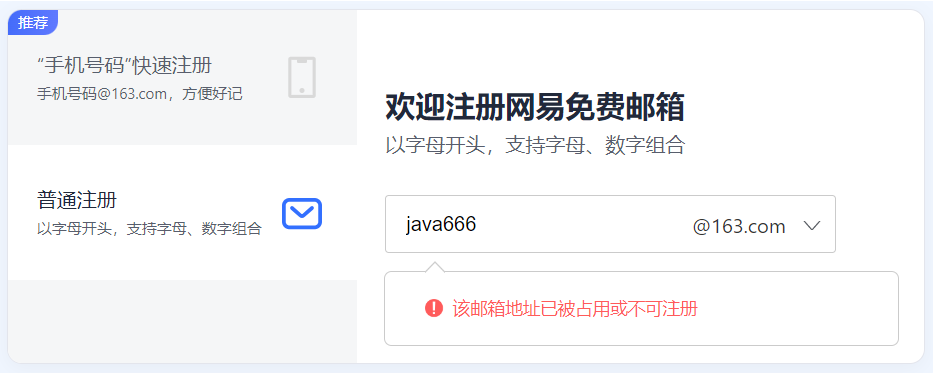 推荐
“手机号码”快速注册
手机号码@163.com，方便好记
普通注册
以字母开头，支持字母、数字组合
欢迎注册网易免费邮箱
以字母开头，支持字母、数字组合
java666 @163.com
该邮箱地址已被占用或不可注册